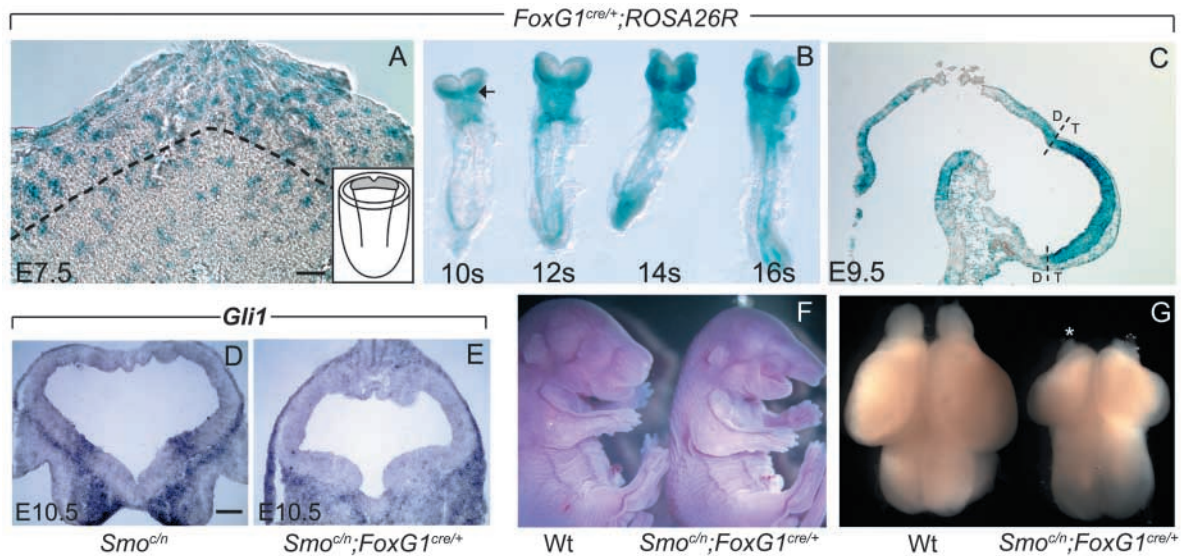 FoxG1cre/+;ROSA26R
A
B
C
D
T
D
T
E7.5
10s
12s
14s
16s
E9.5
Gli1
D
E
F
G
*
*
E10.5
E10.5
Smoc/n
Smoc/n;FoxG1cre/+
Wt
Smoc/n;FoxG1cre/+
Wt
Smoc/n;FoxG1cre/+